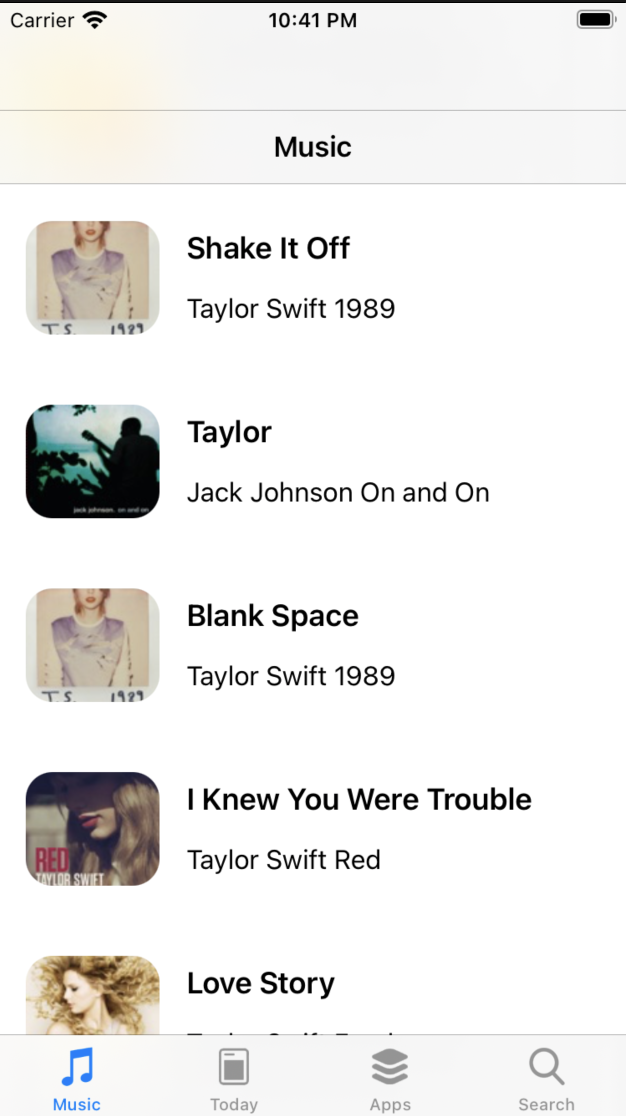 Carrier 10:41 PM
Music
T.S. 1989
Shake It Off
Taylor Swift 1989
jack johnson. on and on
Taylor
Jack Johnson On and On
T.S. 1989
Blank Space
Taylor Swift 1989
RED
TAYLOR SWIFT
I Knew You Were Trouble
Taylor Swift Red
Love Story
Music Today Apps Search